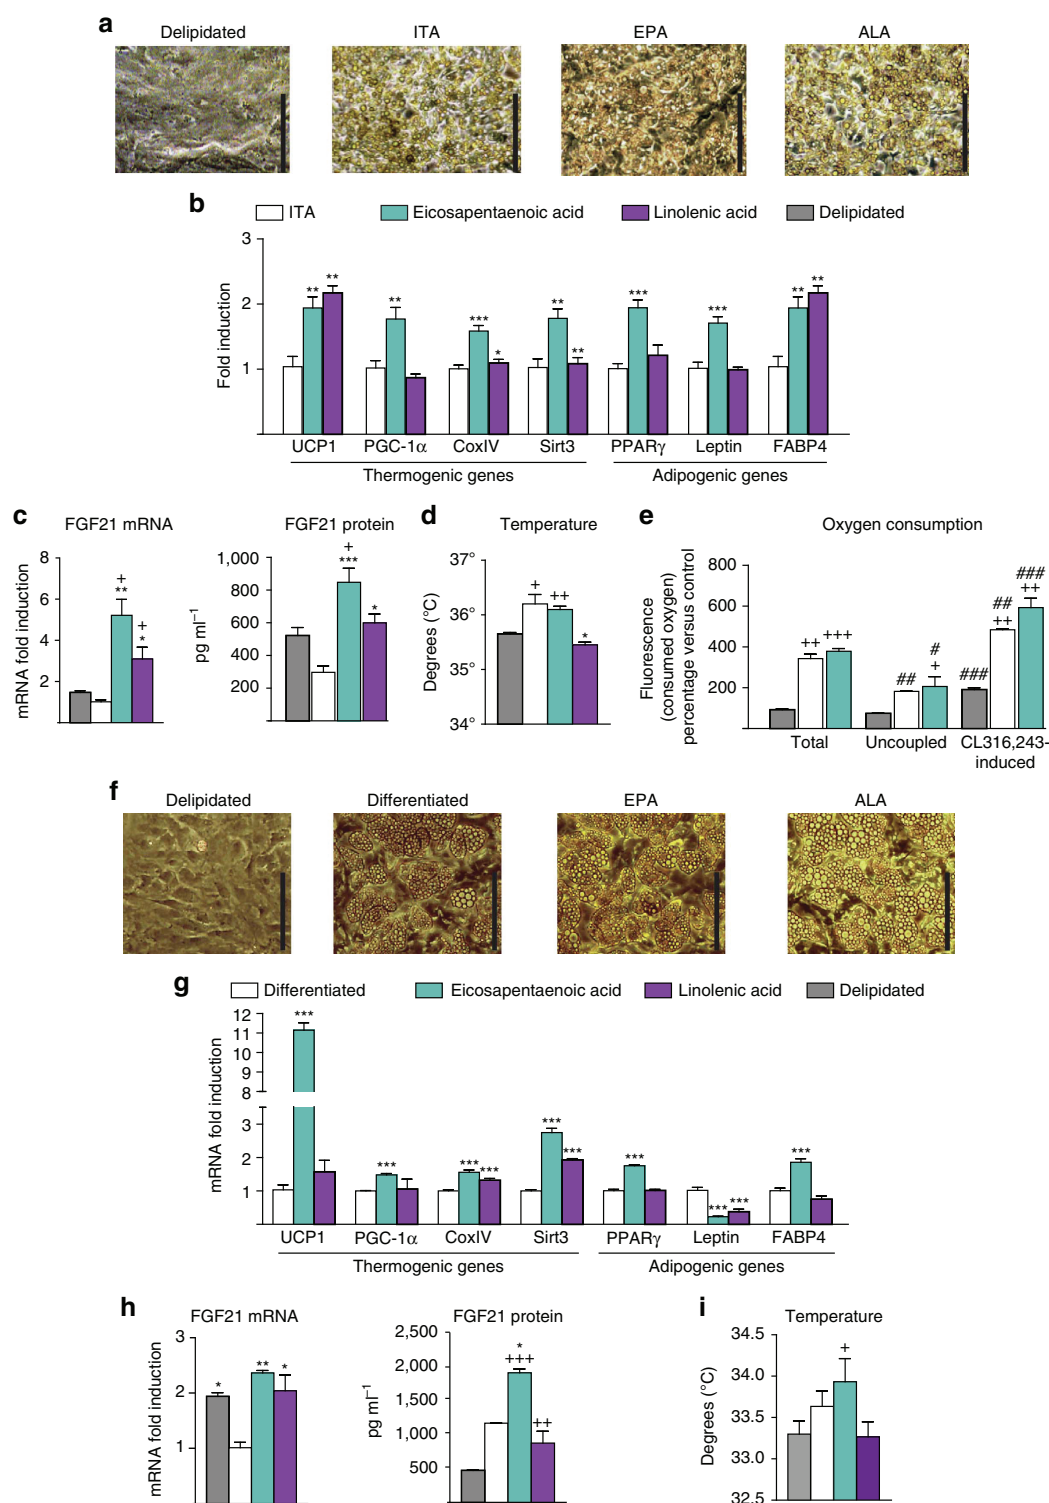 a
Delipidated ITA EPA ALA
b
ITA Eicosapentaenoic acid Linolenic acid Delipidated
Fold induction
3
2
1
** ** ** *** * ** ** *** *** ** **
UCP1 PGC-1α CoxIV Sirt3 PPARγ Leptin FABP4
Thermogenic genes Adipogenic genes
c
FGF21 mRNA
mRNA fold induction
8
6
4
2
+
**
+
*
FGF21 protein
pg ml⁻¹
1,000
800
600
400
200
+
***
*
d
Temperature
Degrees (°C)
37°
36°
35°
34°
+ ++ *
e
Oxygen consumption
Fluorescence
(consumed oxygen)
percentage versus control
800
600
400
200
++ +++
##
#
+
###
##
++
###
++
Total Uncoupled CL316,243-
induced
f
Delipidated Differentiated EPA ALA
g
Differentiated Eicosapentaenoic acid Linolenic acid Delipidated
mRNA fold induction
12
11
10
9
8
3
2
1
*** *** *** *** *** *** *** *** *** ***
UCP1 PGC-1α CoxIV Sirt3 PPARγ Leptin FABP4
Thermogenic genes Adipogenic genes
h
FGF21 mRNA
mRNA fold induction
3
2
1
* ** *
FGF21 protein
pg ml⁻¹
2,500
2,000
1,500
1,000
500
*
+++
++
i
Temperature
Degrees (°C)
34.5
34.0
33.5
33.0
32.5
+